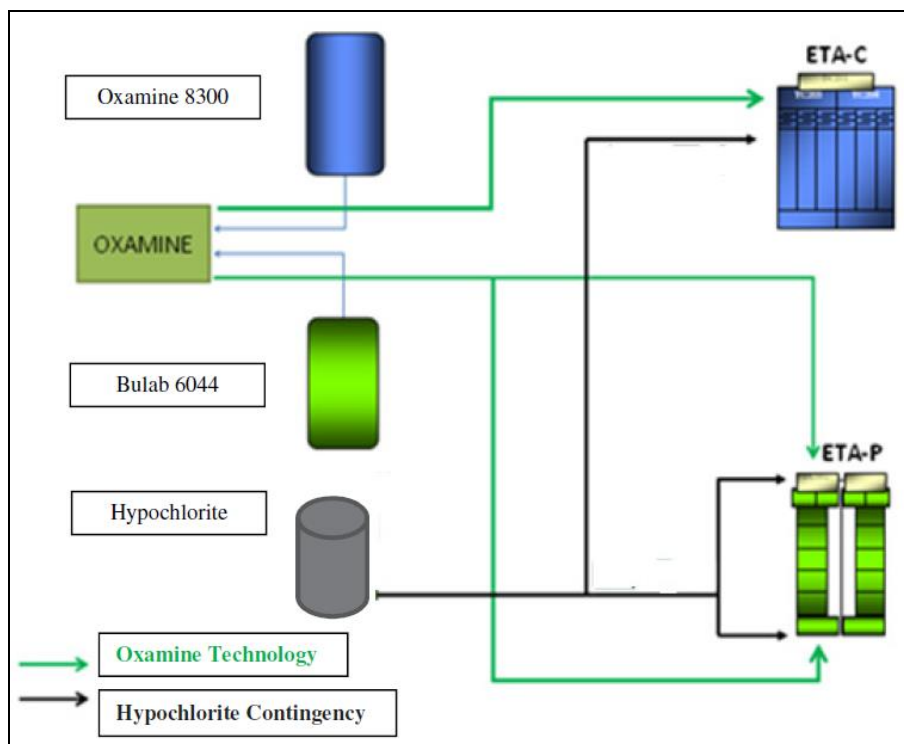 ETA-C
Oxamine 8300
OXAMINE
Bulab 6044
ETA-P
Hypochlorite
Oxamine Technology
Hypochlorite Contingency